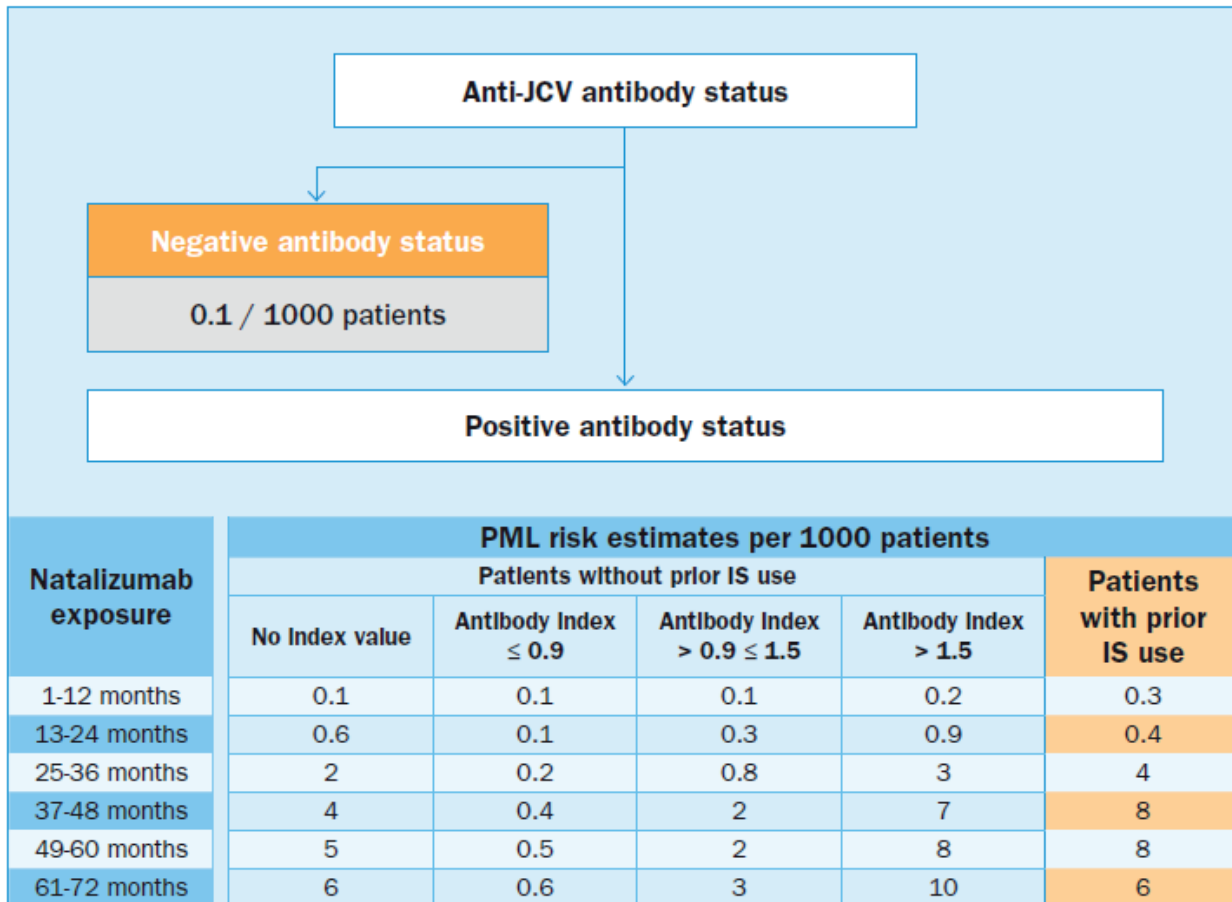 Anti-JCV antibody status
Negative antibody status
0.1 / 1000 patients
Positive antibody status
Natalizumab
exposure
PML risk estimates per 1000 patients
Patients without prior IS use
Patients
with prior
IS use
No Index value
Antibody Index
≤ 0.9
Antibody Index
> 0.9 ≤ 1.5
Antibody Index
> 1.5
1-12 months 0.1 0.1 0.1 0.2 0.3
13-24 months 0.6 0.1 0.3 0.9 0.4
25-36 months 2 0.2 0.8 3 4
37-48 months 4 0.4 2 7 8
49-60 months 5 0.5 2 8 8
61-72 months 6 0.6 3 10 6